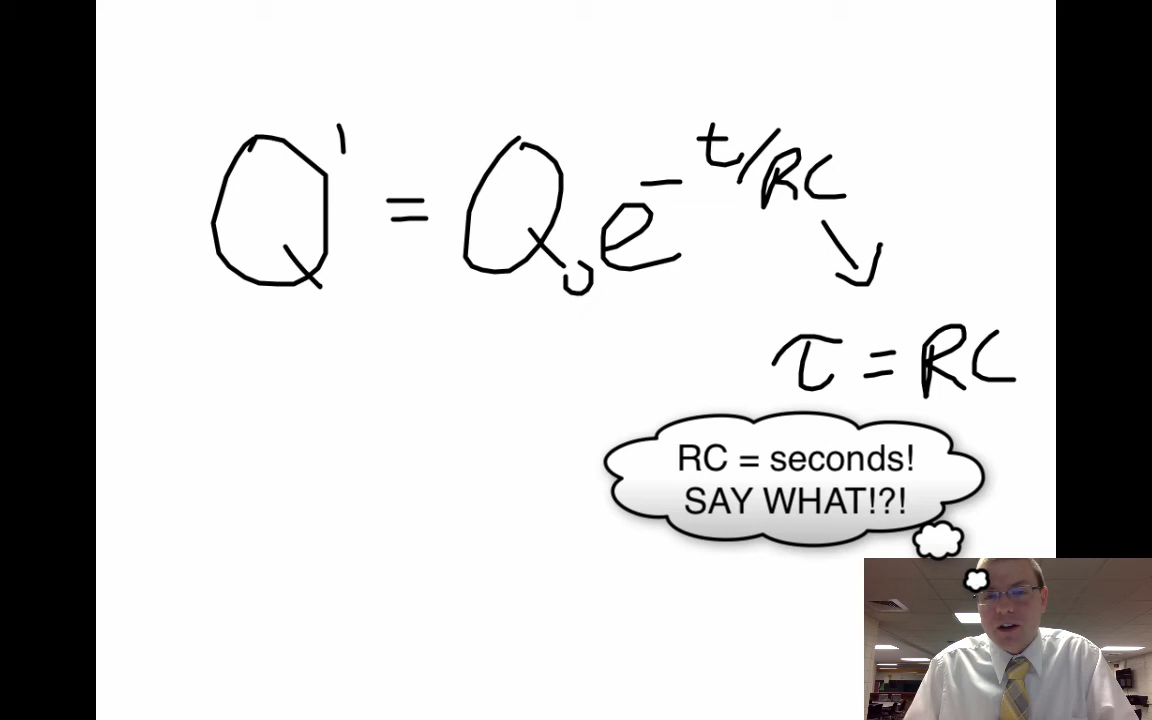 Q' = Q₀e^-t/RC
τ = RC
RC = seconds!
SAY WHAT!?!